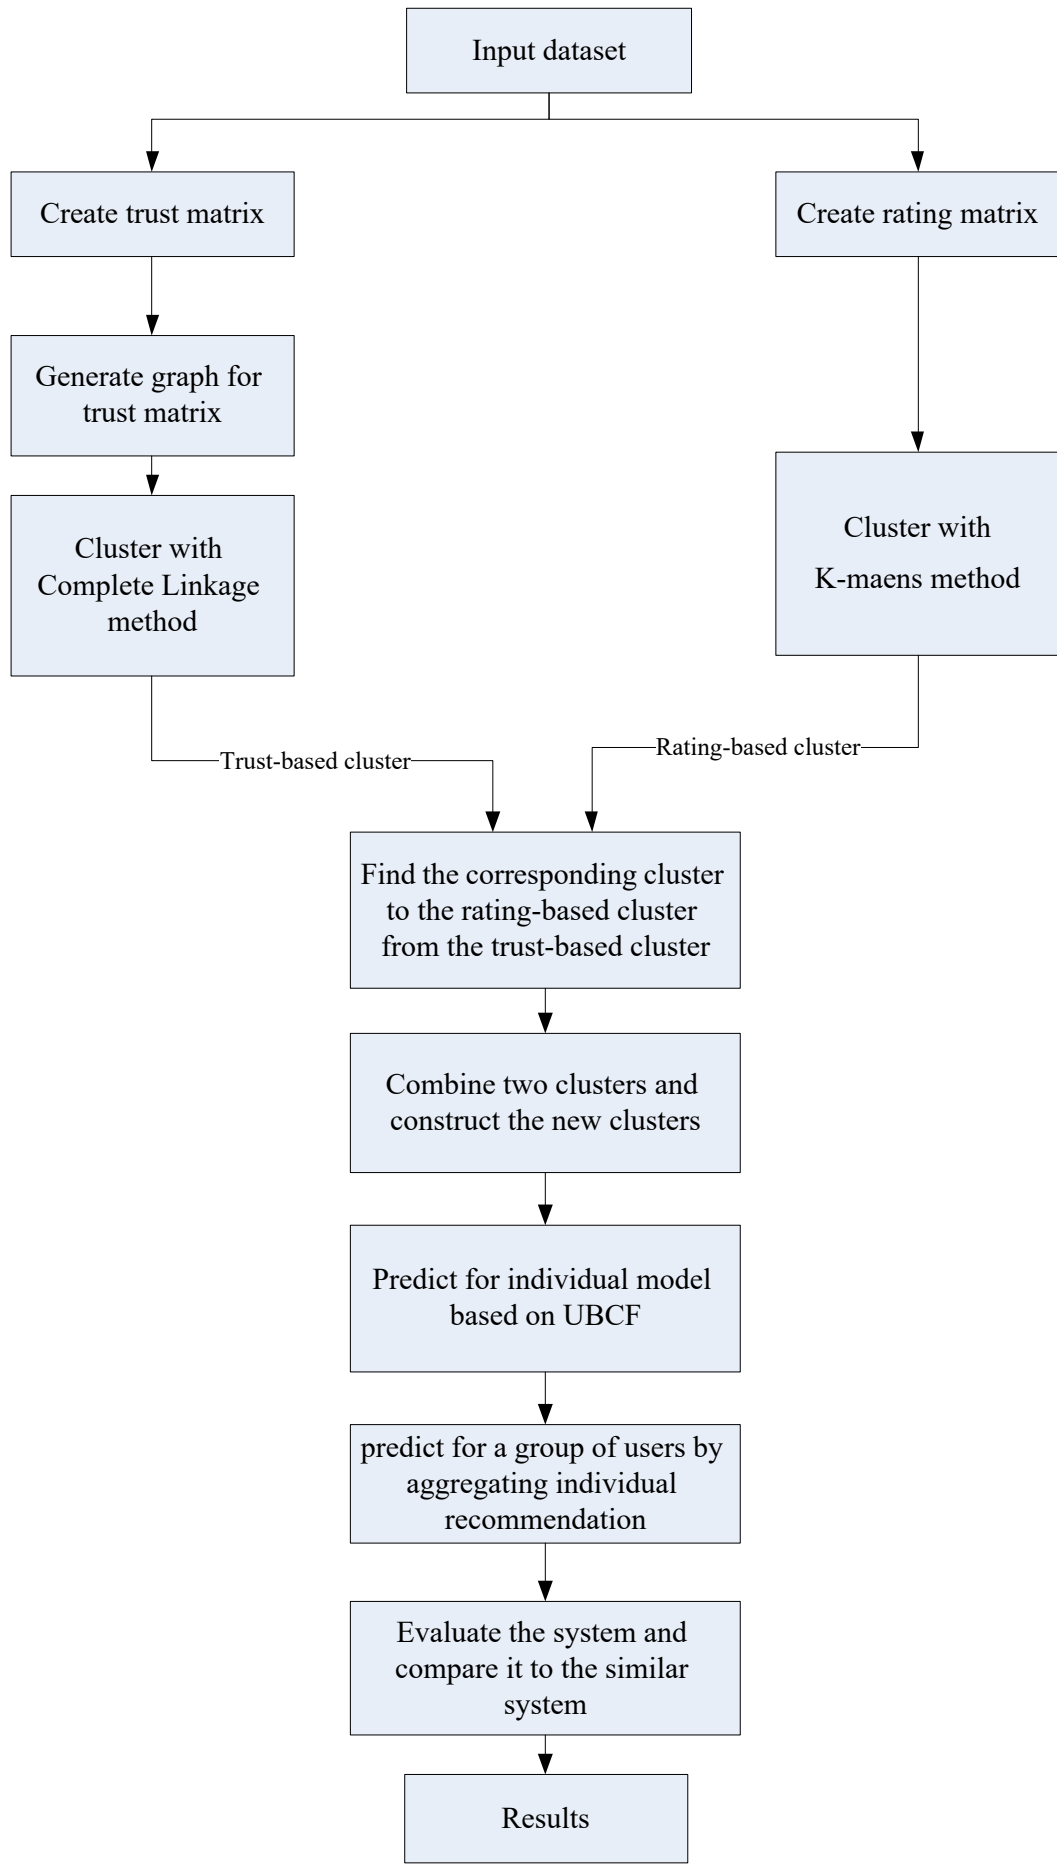 Input dataset
Create trust matrix
Create rating matrix
Generate graph for
trust matrix
Cluster with
Complete Linkage
method
Cluster with
K-maens method
Trust-based cluster
Rating-based cluster
Find the corresponding cluster
to the rating-based cluster
from the trust-based cluster
Combine two clusters and
construct the new clusters
Predict for individual model
based on UBCF
predict for a group of users by
aggregating individual
recommendation
Evaluate the system and
compare it to the similar
system
Results